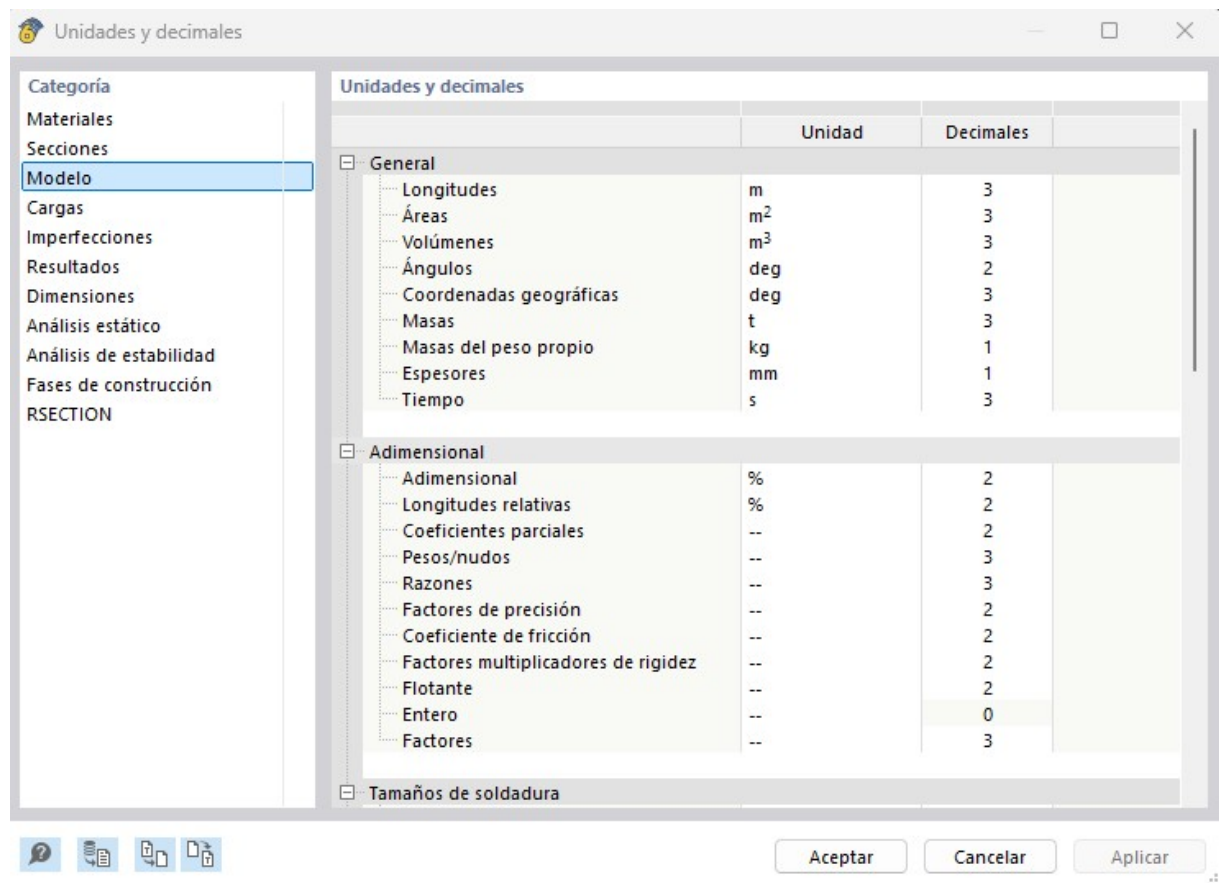 Unidades y decimales
Categoría
Materiales
Secciones
Modelo
Cargas
Imperfecciones
Resultados
Dimensiones
Análisis estático
Análisis de estabilidad
Fases de construcción
RSECTION
Unidades y decimales
Unidad Decimales
General
Longitudes m 3
Áreas m² 3
Volúmenes m³ 3
Ángulos deg 2
Coordenadas geográficas deg 3
Masas t 3
Masas del peso propio kg 1
Espesores mm 1
Tiempo s 3
Adimensional
Adimensional % 2
Longitudes relativas % 2
Coeficientes parciales -- 2
Pesos/nudos -- 3
Razones -- 3
Factores de precisión -- 2
Coeficiente de fricción -- 2
Factores multiplicadores de rigidez -- 2
Flotante -- 2
Entero -- 0
Factores -- 3
Tamaños de soldadura
Aceptar Cancelar Aplicar